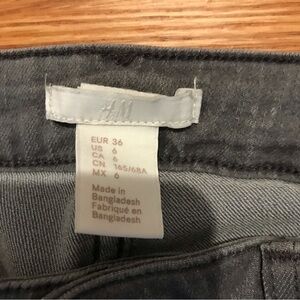 H&M
EUR 36
US 6
CA 6
CN 165/68A
MX 6
Made in
Bangladesh
Fabriqué en
Bangladesh